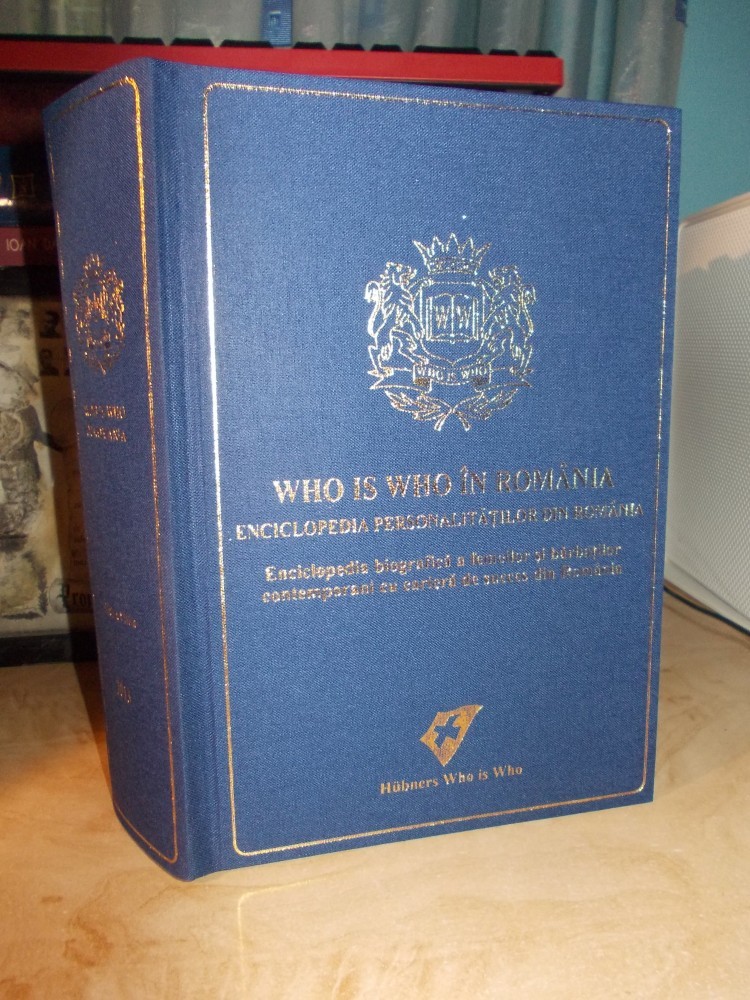 W W
WHO IS WHO
WHO IS WHO ÎN ROMÂNIA
ENCICLOPEDIA PERSONALITĂȚILOR DIN ROMÂNIA
Enciclopedia biografică a femeilor și bărbaților
contemporani cu carieră de succes din România
Hübners Who is Who
IOAN